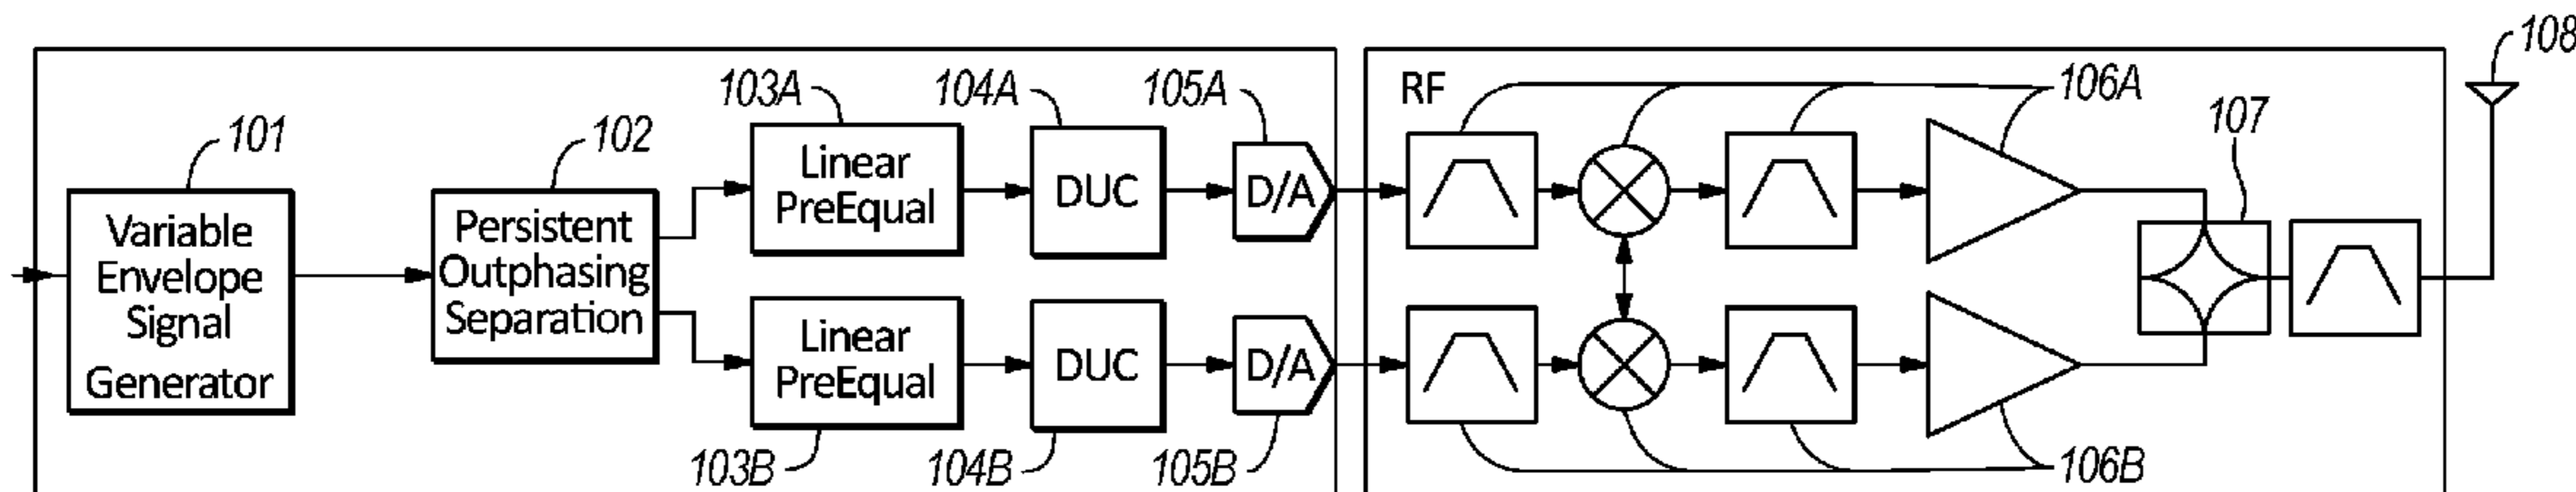 108
103A
104A
105A
RF
106A
107
101
102
Linear
PreEqual
DUC
D/A
Variable
Envelope
Signal
Generator
Persistent
Outphasing
Separation
Linear
PreEqual
DUC
D/A
103B
104B
105B
106B